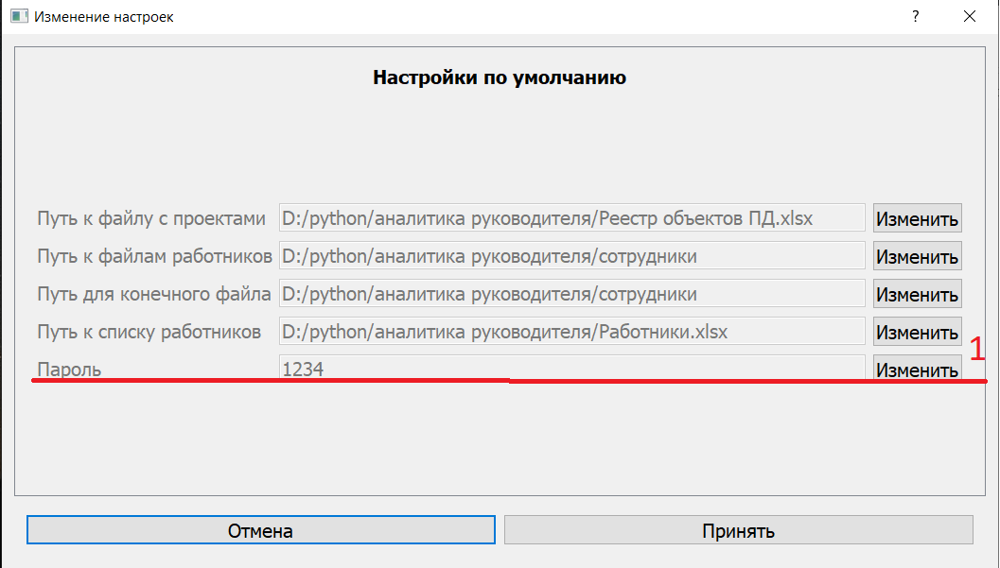 Изменение настроек ?
Настройки по умолчанию
Путь к файлу с проектами D:/python/аналитика руководителя/Реестр объектов ПД.xlsx Изменить
Путь к файлам работников D:/python/аналитика руководителя/сотрудники Изменить
Путь для конечного файла D:/python/аналитика руководителя/сотрудники Изменить
Путь к списку работников D:/python/аналитика руководителя/Работники.xlsx Изменить
Пароль 1234 Изменить 1
Отмена Принять